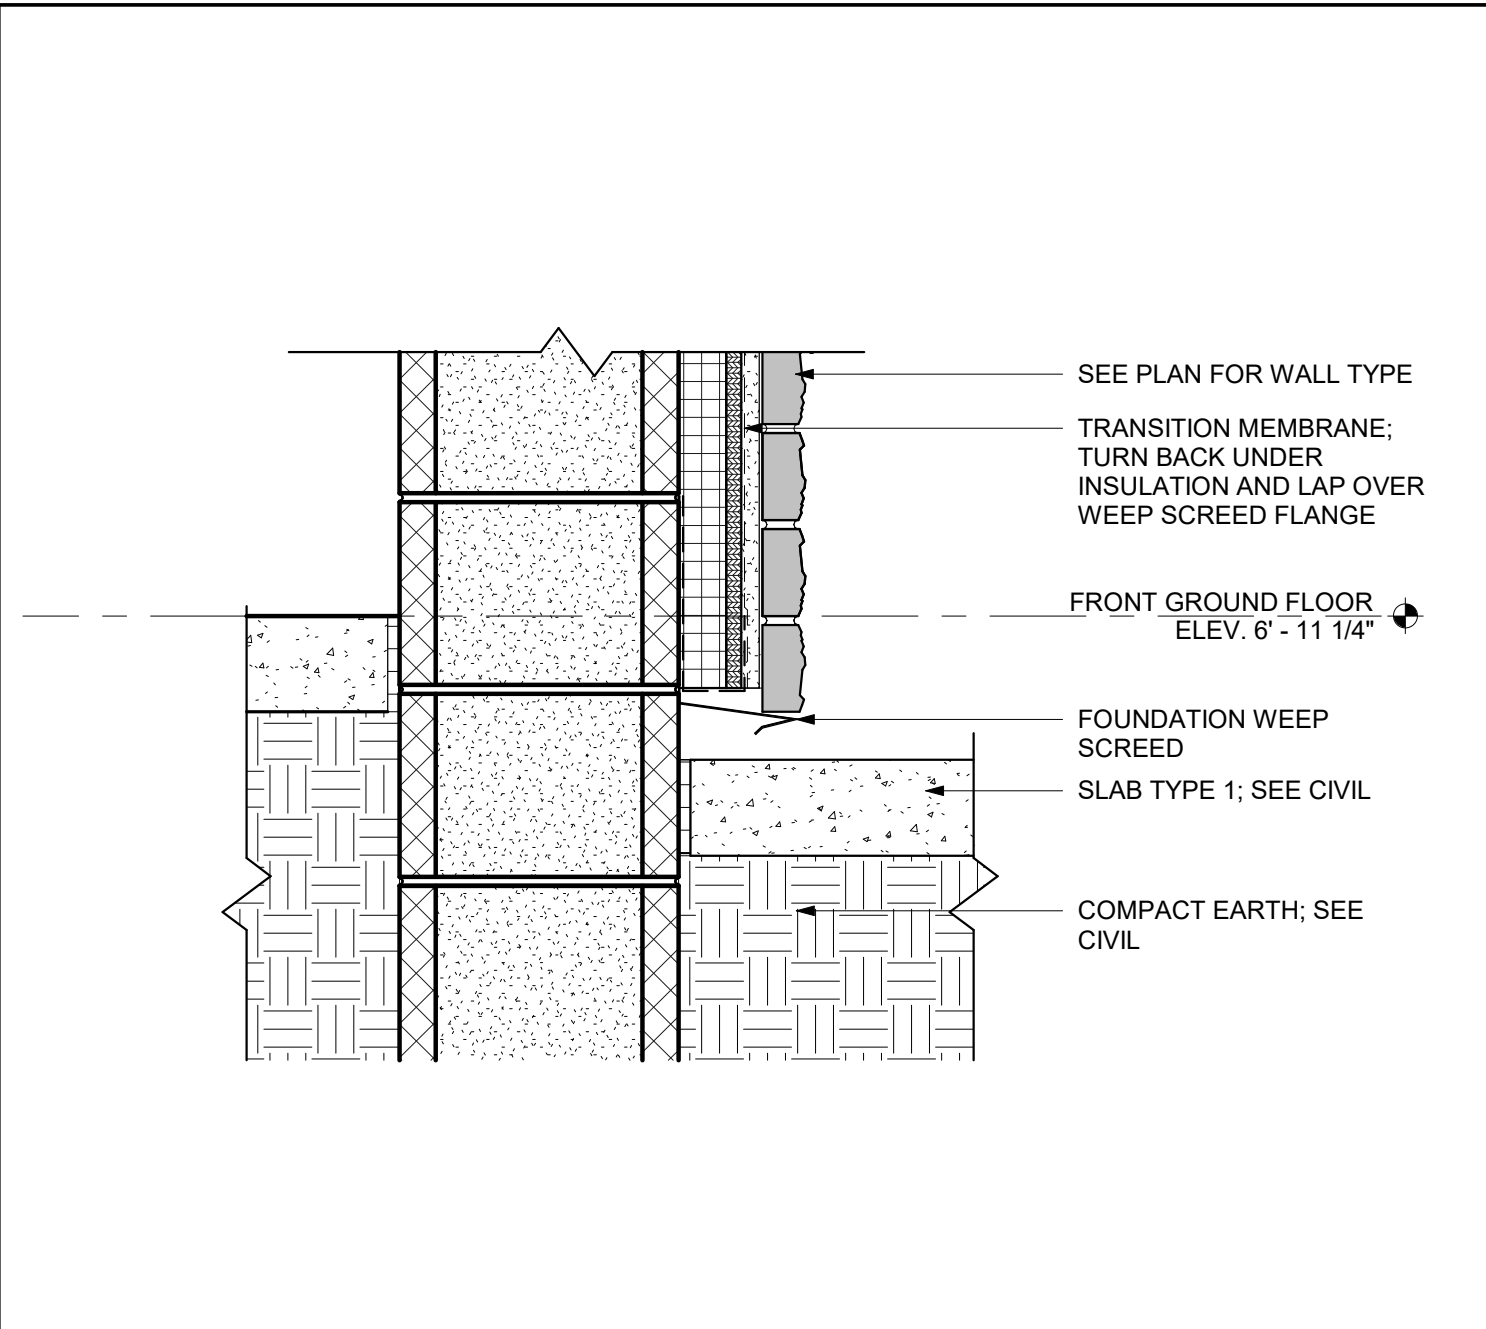 SEE PLAN FOR WALL TYPE
TRANSITION MEMBRANE;
TURN BACK UNDER
INSULATION AND LAP OVER
WEEP SCREED FLANGE
FRONT GROUND FLOOR
ELEV. 6' - 11 1/4"
FOUNDATION WEEP
SCREED
SLAB TYPE 1; SEE CIVIL
COMPACT EARTH; SEE
CIVIL